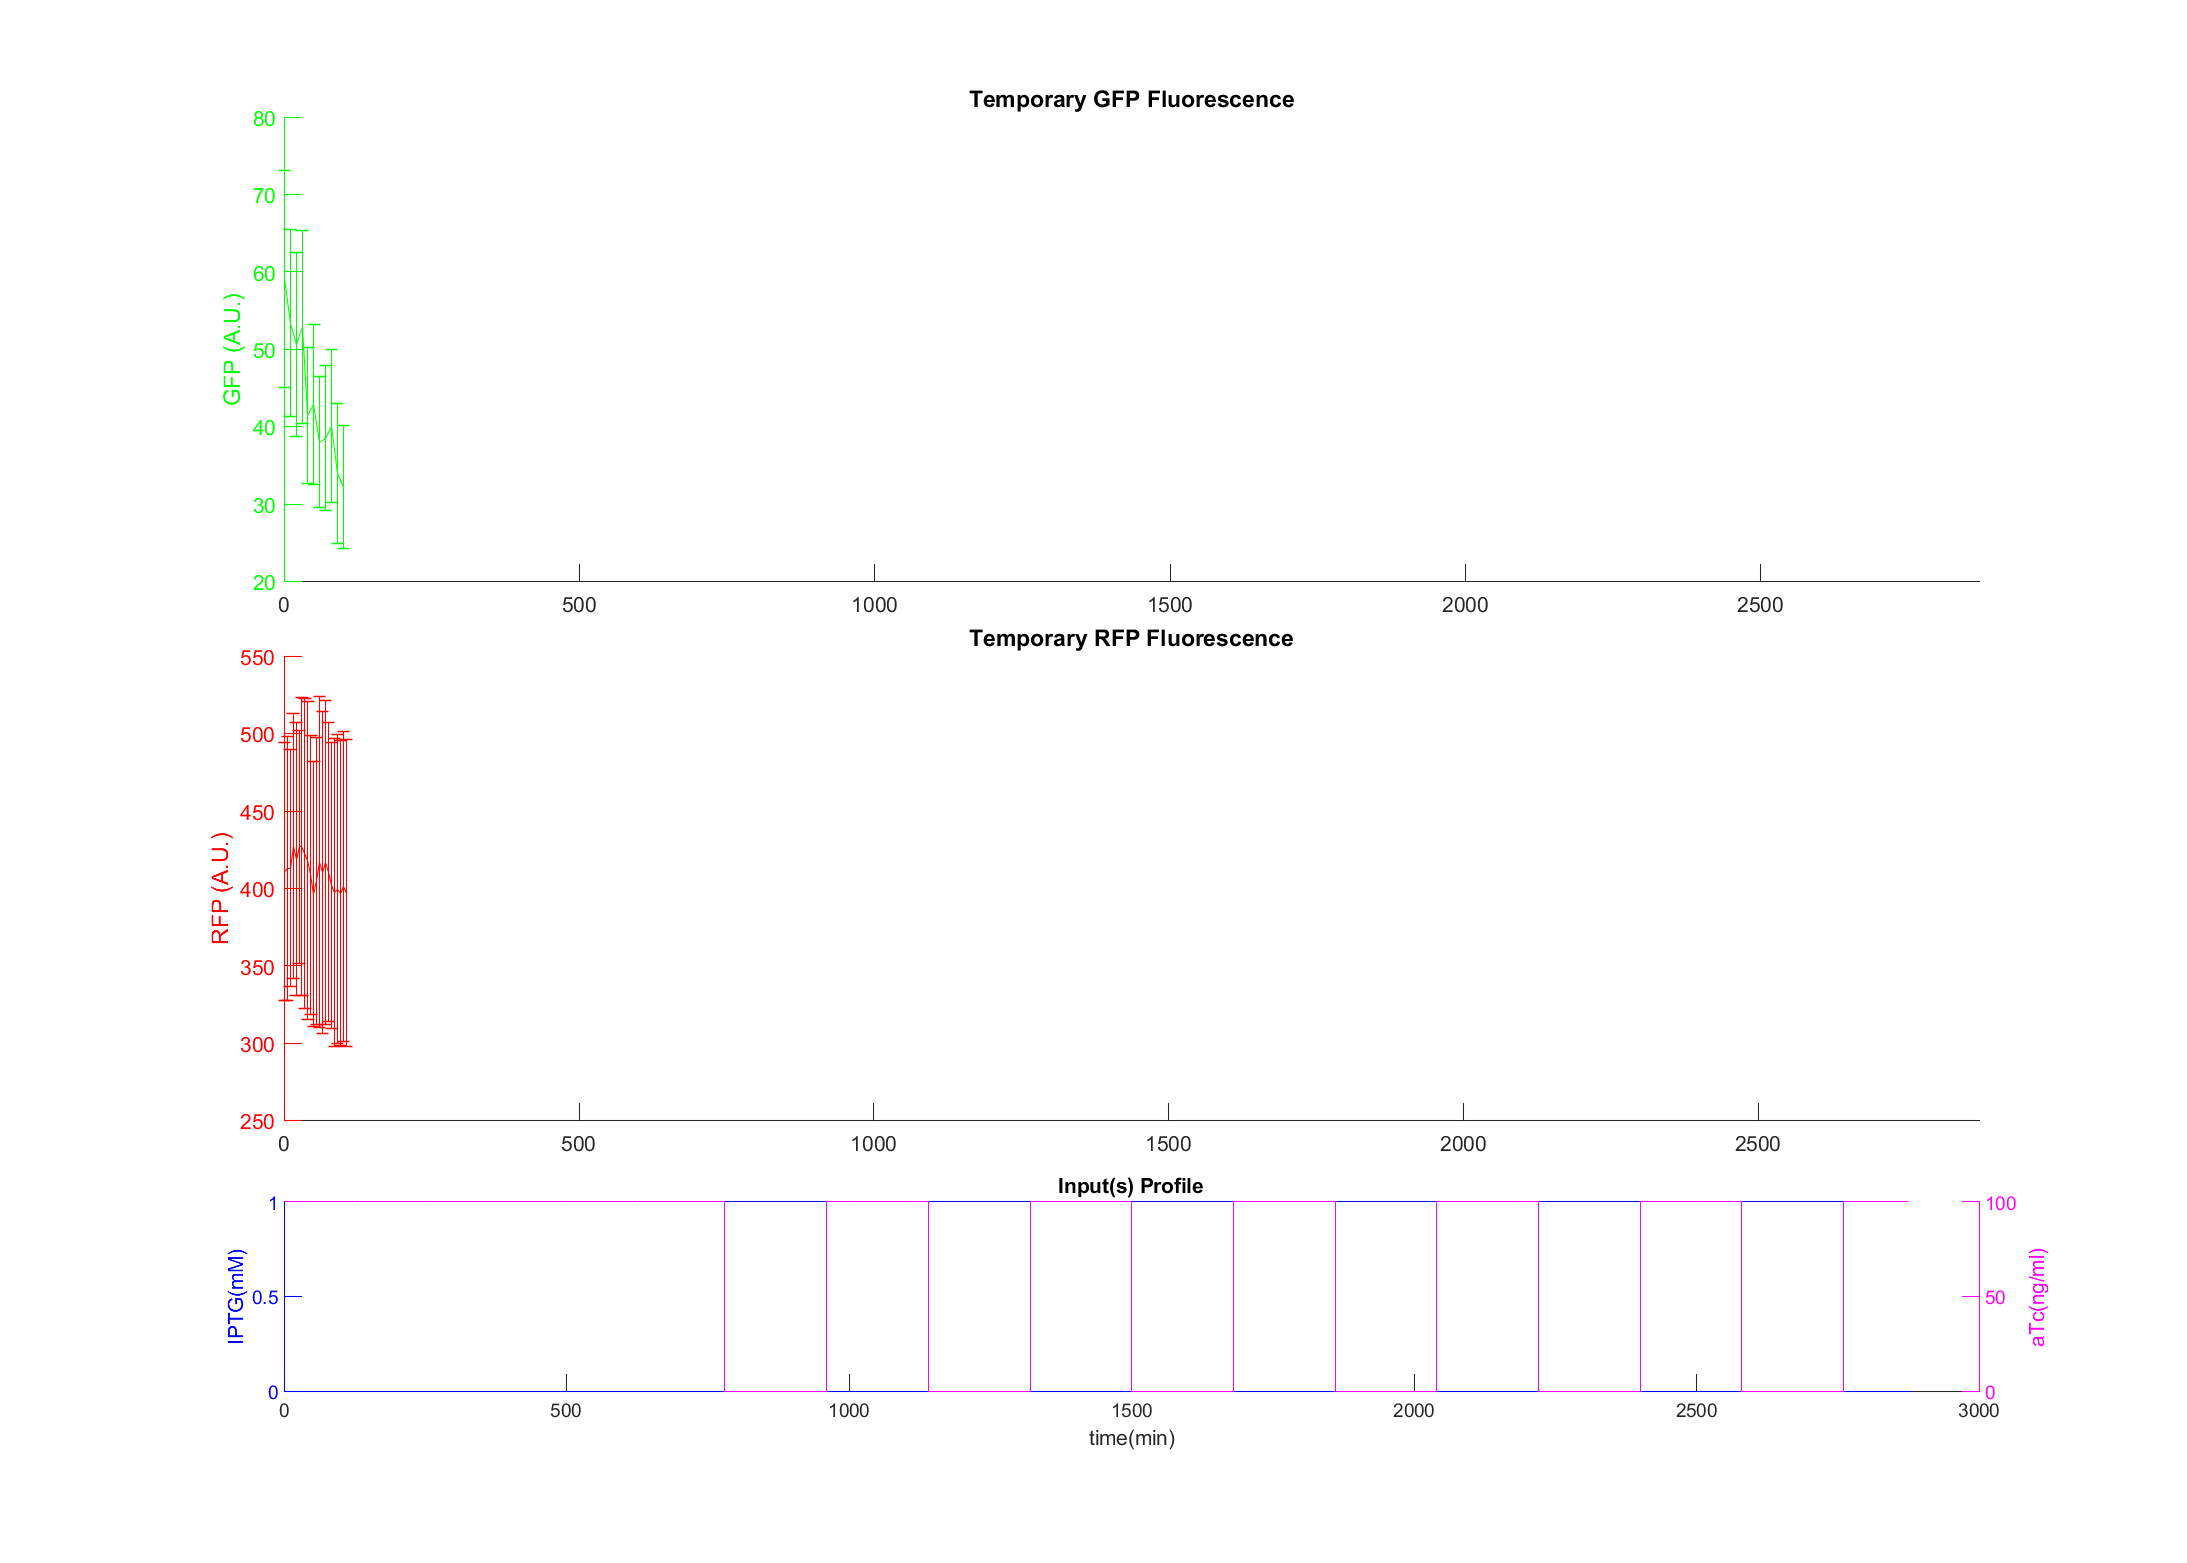 Temporary GFP Fluorescence
80
70
60
50
40
30
20
GFP (A.U.)
0 500 1000 1500 2000 2500
Temporary RFP Fluorescence
550
500
450
400
350
300
250
RFP (A.U.)
0 500 1000 1500 2000 2500
Input(s) Profile
1
0.5
0
IPTG(mM)
100
50
0
aTc(ng/ml)
0 500 1000 1500 2000 2500 3000
time(min)